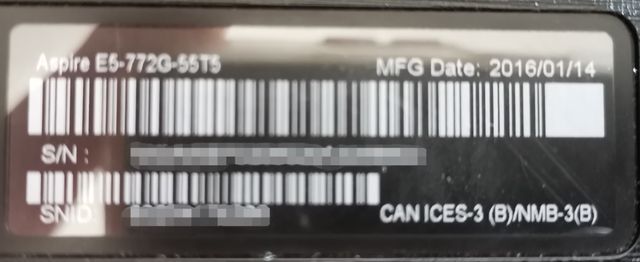 Aspire E5-772G-55T5 MFG Date: 2016/01/14
S/N :
SNID:
CAN ICES-3 (B)/NMB-3(B)